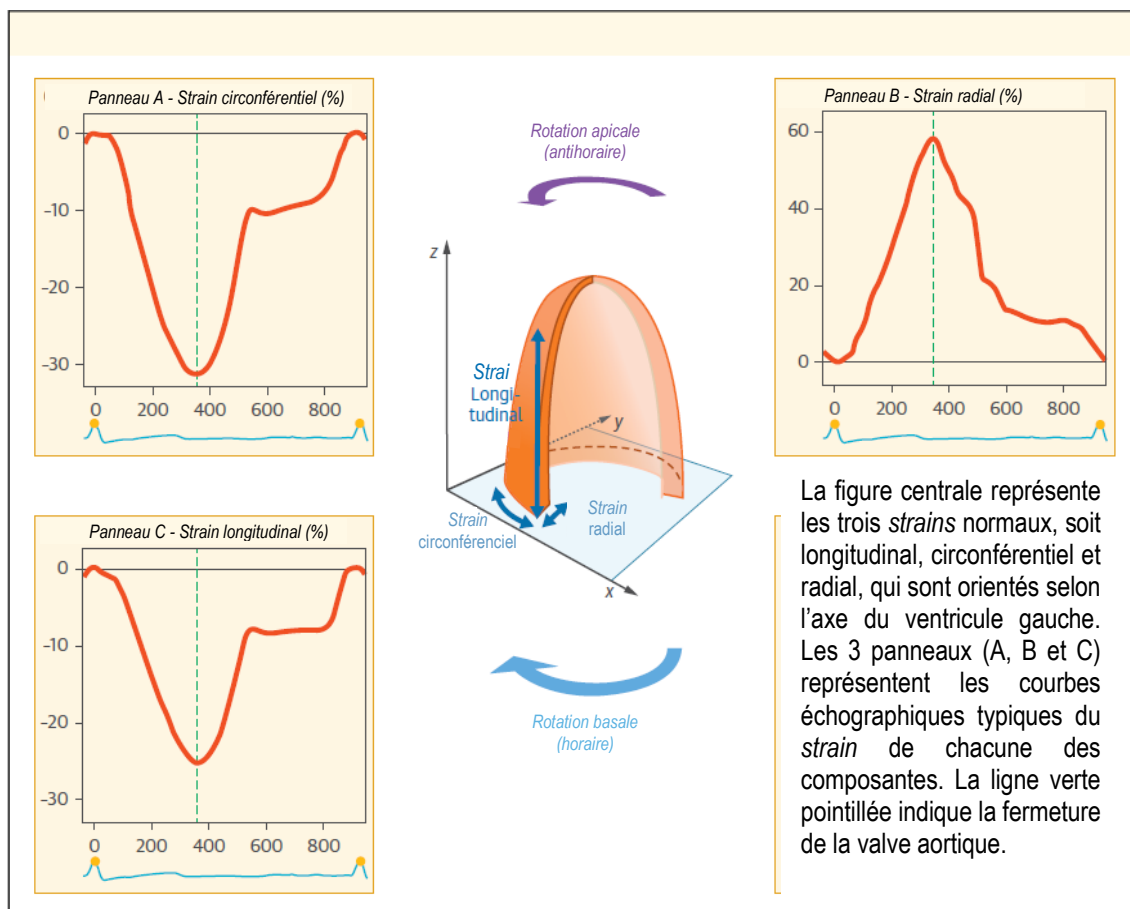 Panneau A - Strain circonférentiel (%)
0
-10
-20
-30
0 200 400 600 800
Rotation apicale
(antihoraire)
z
Strai
Longi-
tudinal
y
Strain
circonférenciel
Strain
radial
x
Rotation basale
(horaire)
Panneau B - Strain radial (%)
60
40
20
0
0 200 400 600 800
Panneau C - Strain longitudinal (%)
0
-10
-20
-30
0 200 400 600 800
La figure centrale représente
les trois strains normaux, soit
longitudinal, circonférentiel et
radial, qui sont orientés selon
l’axe du ventricule gauche.
Les 3 panneaux (A, B et C)
représentent les courbes
échographiques typiques du
strain de chacune des
composantes. La ligne verte
pointillée indique la fermeture
de la valve aortique.